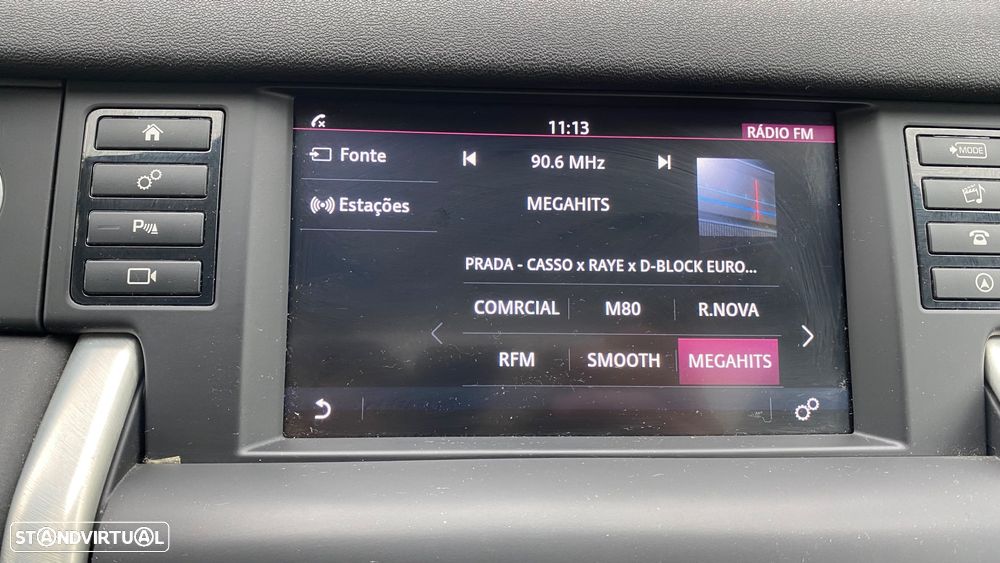 11:13
RÁDIO FM
Fonte
90.6 MHz
Estações
MEGAHITS
PRADA - CASSO x RAYE x D-BLOCK EURO...
COMRCIAL M80 R.NOVA
RFM SMOOTH MEGAHITS
MODE
P
STANDVIRTUAL